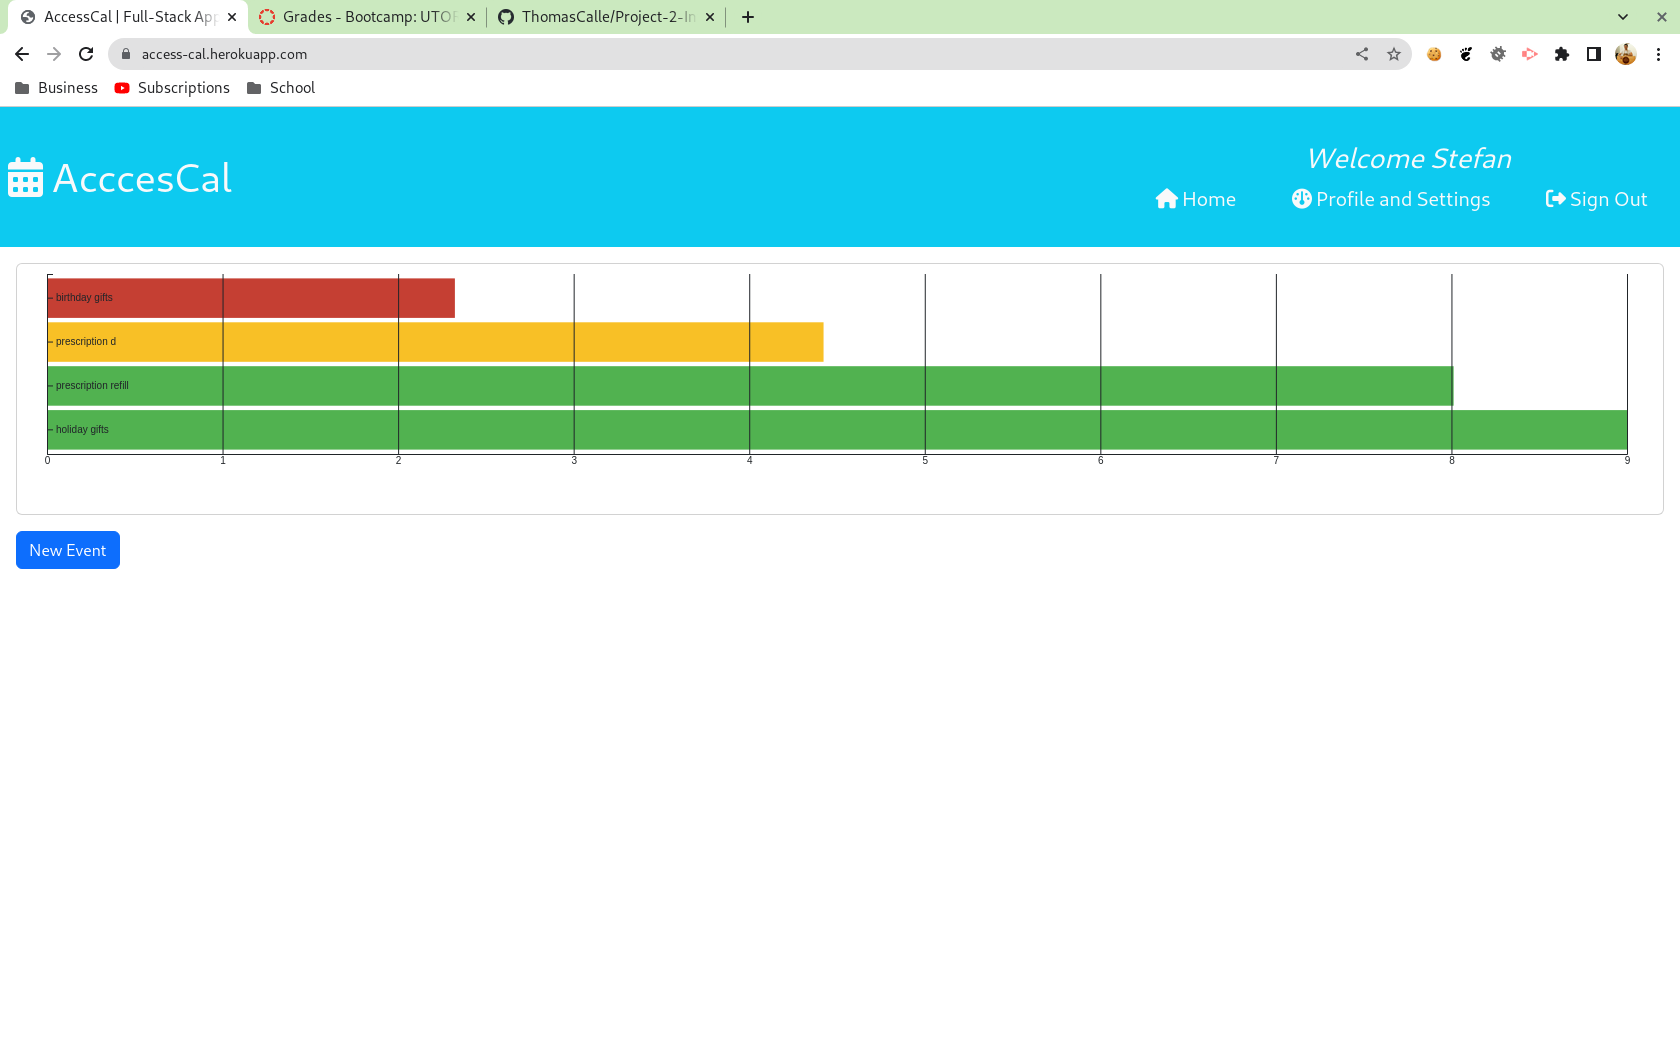 AccessCal | Full-Stack App
Grades - Bootcamp: UTOR
ThomasCalle/Project-2-In
access-cal.herokuapp.com
Business
Subscriptions
School
AcccesCal
Welcome Stefan
Home
Profile and Settings
Sign Out
birthday gifts
prescription d
prescription refill
holiday gifts
0 1 2 3 4 5 6 7 8 9
New Event